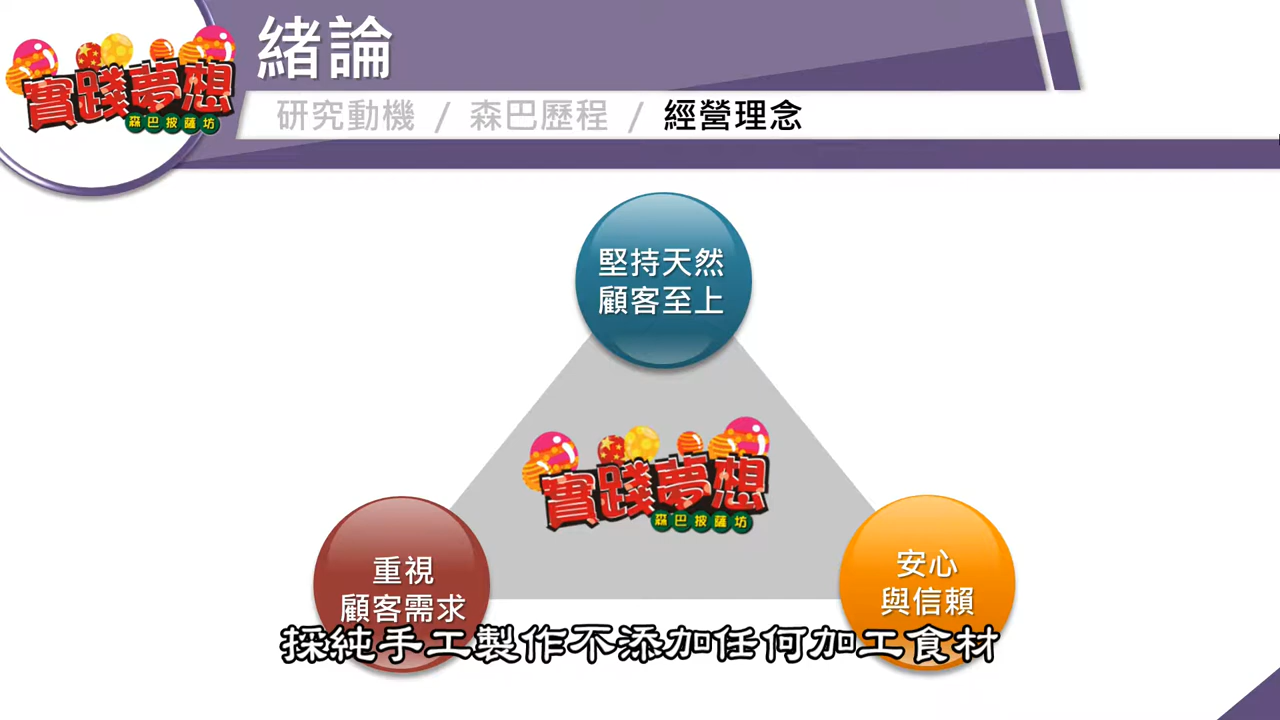 緒論
實踐夢想
森巴披薩坊
研究動機 / 森巴歷程 / 經營理念
堅持天然
顧客至上
實踐夢想
森巴披薩坊
重視
顧客需求
安心
與信賴
採純手工製作不添加任何加工食材